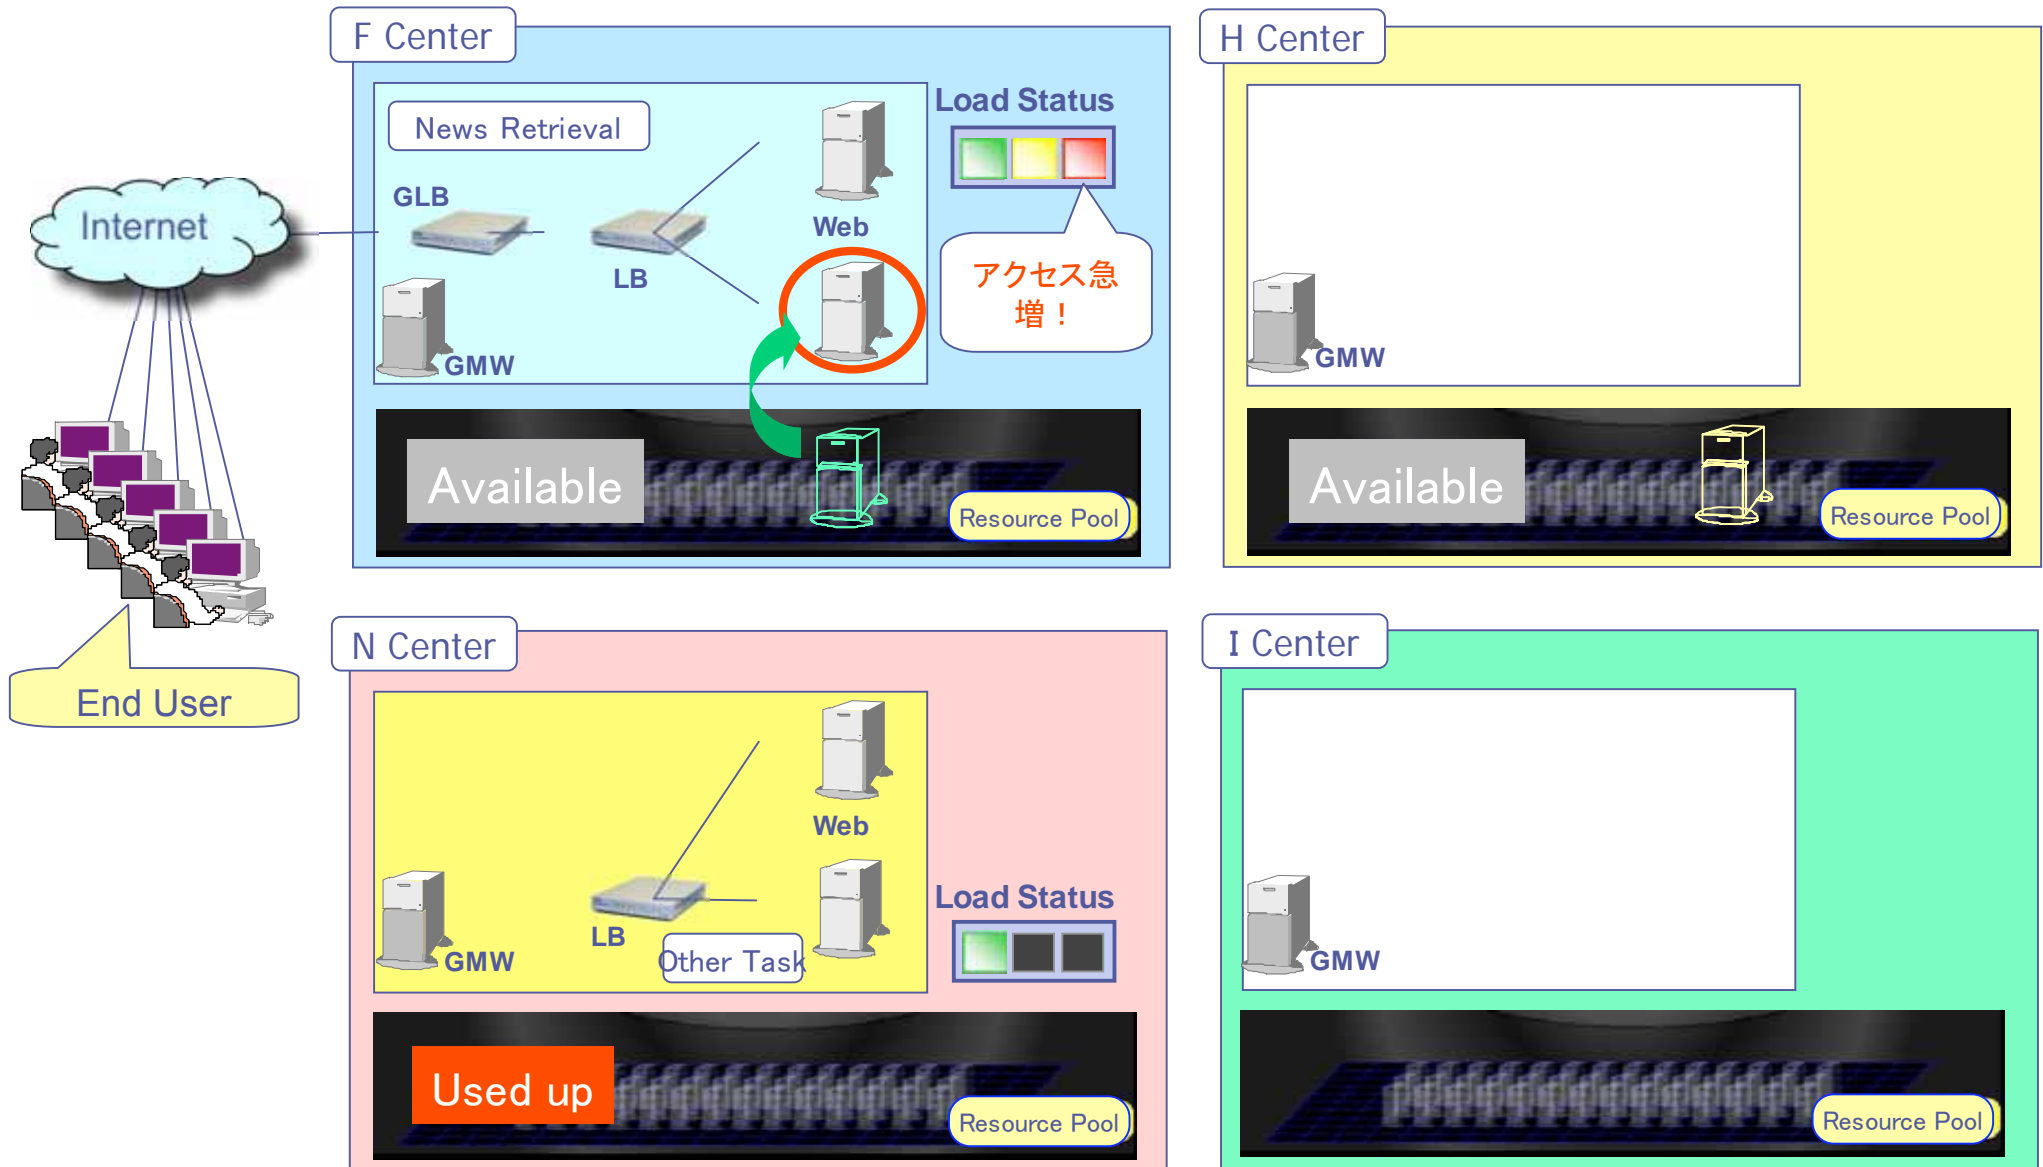 F Center
News Retrieval
Load Status
GLB
Internet
Web
LB
アクセス急
増！
GMW
Available
Resource Pool
End User
H Center
GMW
Available
Resource Pool
N Center
Web
Load Status
LB
GMW
Other Task
Used up
Resource Pool
I Center
GMW
Resource Pool